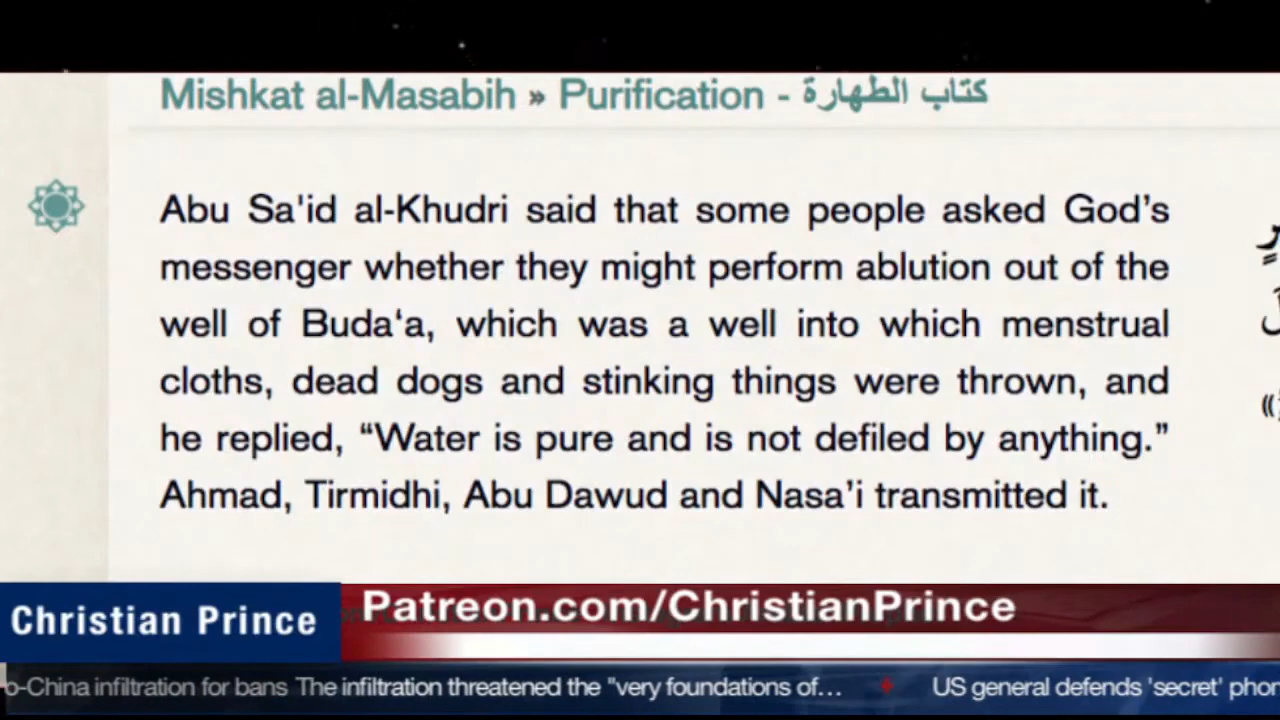 Mishkat al-Masabih » Purification - كتاب الطهارة
Abu Sa'id al-Khudri said that some people asked God’s
messenger whether they might perform ablution out of the
well of Buda‘a, which was a well into which menstrual
cloths, dead dogs and stinking things were thrown, and
he replied, “Water is pure and is not defiled by anything.”
Ahmad, Tirmidhi, Abu Dawud and Nasa’i transmitted it.
Christian Prince
Patreon.com/ChristianPrince
o-China infiltration for bans The infiltration threatened the "very foundations of... US general defends 'secret' phon